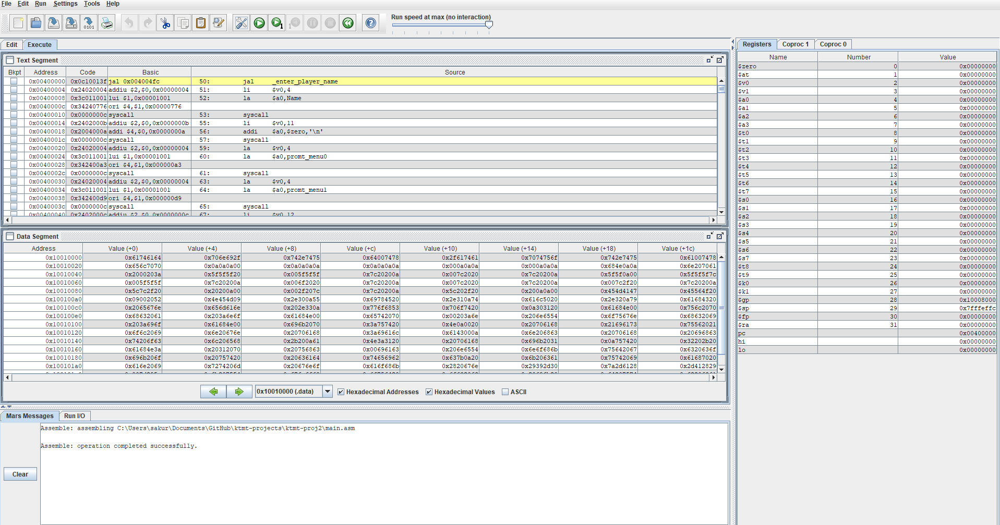 File Edit Run Settings Tools Help
Run speed at max (no interaction)
Edit Execute
Text Segment
Bkpt Address Code Basic Source
0x00400000 0x0c10013f jal 0x004004fc 50: jal _enter_player_name
0x00400004 0x24020004 addiu $2,$0,0x00000004 51: li $v0,4
0x00400008 0x3c011001 lui $1,0x00001001 52: la $a0,Name
0x0040000c 0x34240776 ori $4,$1,0x00000776
0x00400010 0x0000000c syscall 53: syscall
0x00400014 0x2402000b addiu $2,$0,0x0000000b 55: li $v0,11
0x00400018 0x2004000a addi $4,$0,0x0000000a 56: addi $a0,$zero,'\n'
0x0040001c 0x0000000c syscall 57: syscall
0x00400020 0x24020004 addiu $2,$0,0x00000004 59: la $v0,4
0x00400024 0x3c011001 lui $1,0x00001001 60: la $a0,promt_menu0
0x00400028 0x342400a3 ori $4,$1,0x000000a3
0x0040002c 0x0000000c syscall 61: syscall
0x00400030 0x24020004 addiu $2,$0,0x00000004 63: la $v0,4
0x00400034 0x3c011001 lui $1,0x00001001 64: la $a0,promt_menu1
0x00400038 0x342400d9 ori $4,$1,0x000000d9
0x0040003c 0x0000000c syscall 65: syscall
0x00400040 0x2402000c addiu $2,$0,0x0000000c 67: li $v0,12
Data Segment
Address Value (+0) Value (+4) Value (+8) Value (+c) Value (+10) Value (+14) Value (+18) Value (+1c)
0x10010000 0x61746164 0x706e692f 0x742e7475 0x64007478 0x2f617461 0x7074756f 0x742e7475 0x61007478
0x10010020 0x656c7070 0x0a0a0a00 0x0a0a0a0a 0x0a0a0a0a 0x000a0a0a 0x000a0a0a 0x684e0a0a 0x6e207061
0x10010040 0x2000203a 0x5f5f5f20 0x005f5f5f 0x7c20200a 0x007c2020 0x7c20200a 0x5f5f0a00 0x5f5f5f7c
0x10010060 0x005f5f5f 0x7c20200a 0x006f2020 0x7c20200a 0x007c2020 0x7c20200a 0x007c2f20 0x7c20200a
0x10010080 0x5c7c2f20 0x20200a00 0x002f207c 0x7c20200a 0x5c202f20 0x200a0a00 0x454d4147 0x45564f20
0x100100a0 0x09002052 0x4e454d09 0x2e300a55 0x69784520 0x2e310a74 0x616c5020 0x2e320a79 0x61684320
0x100100c0 0x2065676e 0x656d616e 0x202e330a 0x776f6853 0x706f7420 0x0a303120 0x61684e00 0x756c2070
0x100100e0 0x68632061 0x203a6e6f 0x61684e00 0x65742070 0x00203a6e 0x206e6554 0x6f75676e 0x68632069
0x10010100 0x203a696f 0x61684e00 0x696b2070 0x3a757420 0x4e0a0020 0x20706168 0x21696173 0x75562021
0x10010120 0x6f6c2069 0x6e20676e 0x20706168 0x3a69616c 0x6143000a 0x6e206863 0x20706168 0x20696863
0x10010140 0x74206f63 0x6c206568 0x2b200a61 0x4e3a3120 0x20706168 0x696b2031 0x0a757420 0x32202b20
0x10010160 0x61684e3a 0x20312070 0x20756863 0x00696163 0x206e6554 0x6e6f686b 0x75642067 0x6320636f
0x10010180 0x696b206f 0x20757420 0x20636164 0x74656962 0x637b0a20 0x6b206361 0x75742069 0x61687020
0x100101a0 0x616e2069 0x7274206d 0x20676e6f 0x616f686b 0x2820676e 0x29392d30 0x7a2d6128 0x2d412829
0x10010000 (.data) Hexadecimal Addresses Hexadecimal Values ASCII
Mars Messages Run I/O
Assemble: assembling C:\Users\sakur\Documents\GitHub\ktmt-projects\ktmt-proj2\main.asm
Assemble: operation completed successfully.
Clear
Registers Coproc 1 Coproc 0
Name Number Value
$zero 0 0x00000000
$at 1 0x00000000
$v0 2 0x00000000
$v1 3 0x00000000
$a0 4 0x00000000
$a1 5 0x00000000
$a2 6 0x00000000
$a3 7 0x00000000
$t0 8 0x00000000
$t1 9 0x00000000
$t2 10 0x00000000
$t3 11 0x00000000
$t4 12 0x00000000
$t5 13 0x00000000
$t6 14 0x00000000
$t7 15 0x00000000
$s0 16 0x00000000
$s1 17 0x00000000
$s2 18 0x00000000
$s3 19 0x00000000
$s4 20 0x00000000
$s5 21 0x00000000
$s6 22 0x00000000
$s7 23 0x00000000
$t8 24 0x00000000
$t9 25 0x00000000
$k0 26 0x00000000
$k1 27 0x00000000
$gp 28 0x10008000
$sp 29 0x7fffeffc
$fp 30 0x00000000
$ra 31 0x00000000
pc 0x00400000
hi 0x00000000
lo 0x00000000